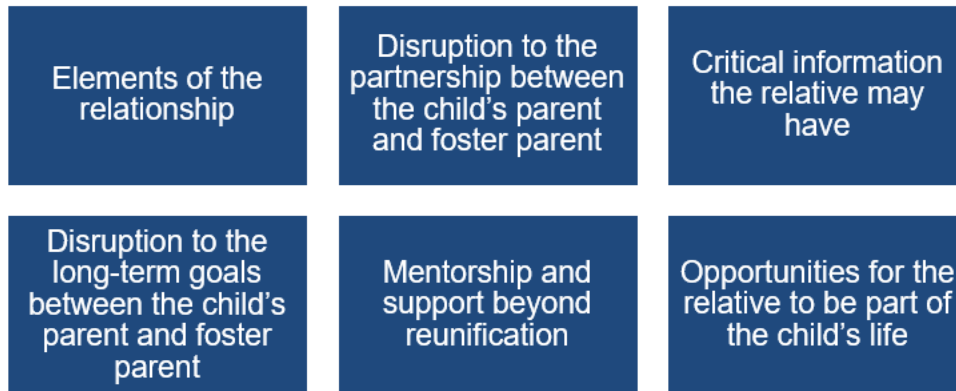 Elements of the
relationship
Disruption to the
partnership between
the child's parent
and foster parent
Critical information
the relative may
have
Disruption to the
long-term goals
between the child's
parent and foster
parent
Mentorship and
support beyond
reunification
Opportunities for the
relative to be part of
the child's life